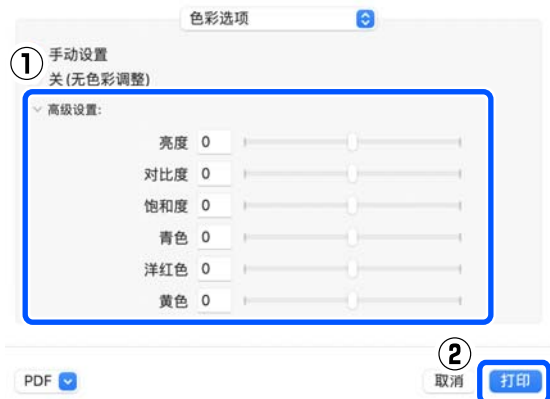 色彩选项
①
手动设置
关(无色彩调整)
高级设置:
亮度 0
对比度 0
饱和度 0
青色 0
洋红色 0
黄色 0
②
PDF 取消 打印